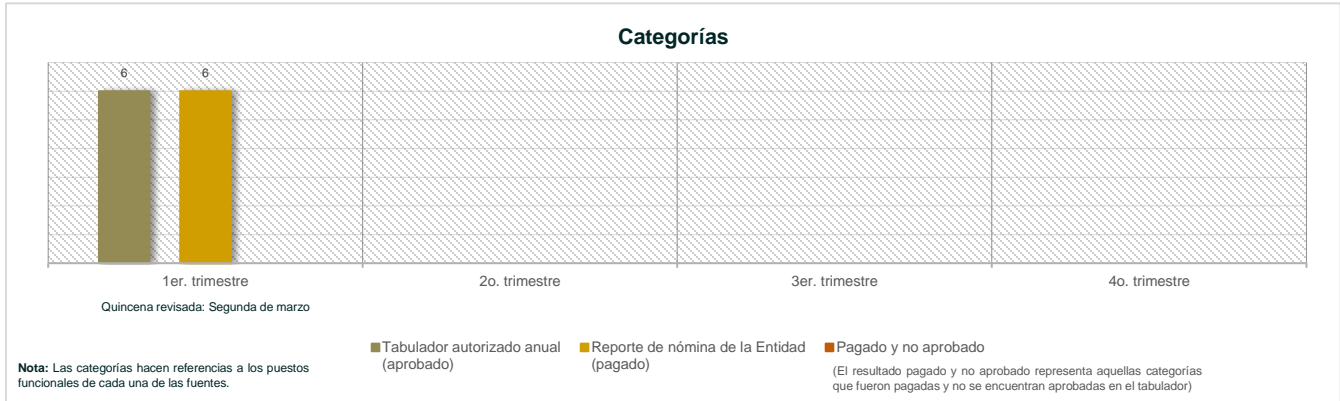 Categorías
6 6
1er. trimestre 2o. trimestre 3er. trimestre 4o. trimestre
Quincena revisada: Segunda de marzo
Tabulador autorizado anual
(aprobado)
Reporte de nómina de la Entidad
(pagado)
Pagado y no aprobado
(El resultado pagado y no aprobado representa aquellas categorías
que fueron pagadas y no se encuentran aprobadas en el tabulador)
Nota: Las categorías hacen referencias a los puestos
funcionales de cada una de las fuentes.